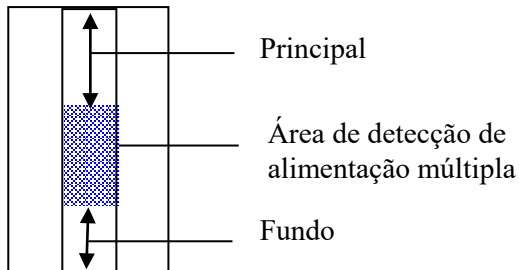 Principal
Área de detecção de
alimentação múltipla
Fundo